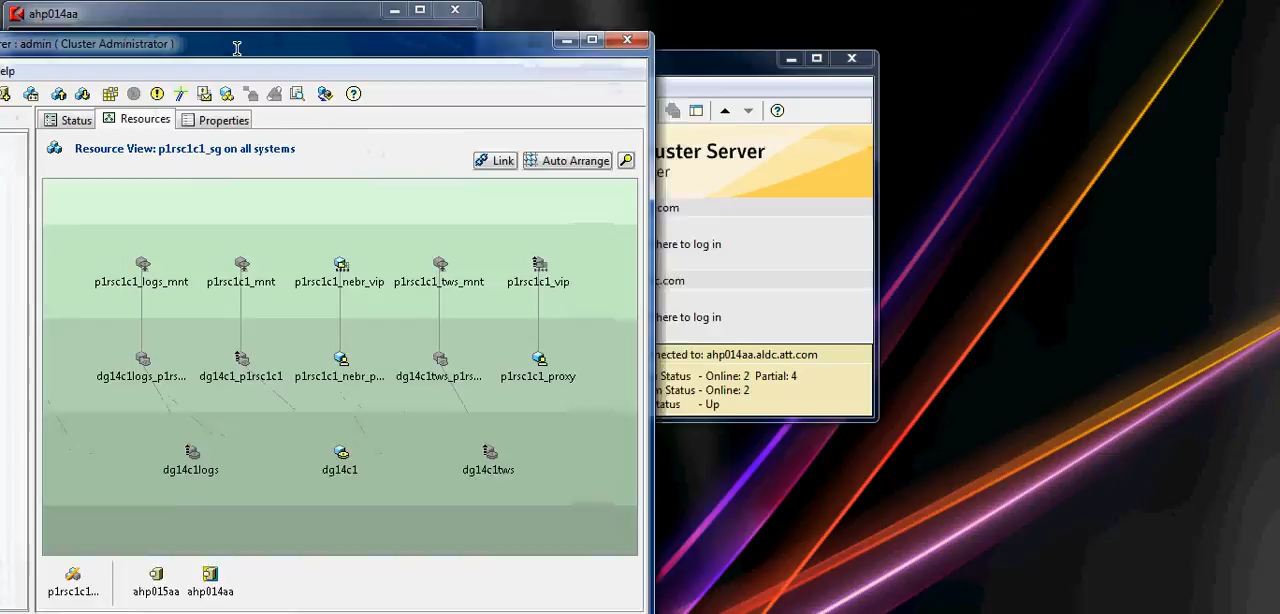 ahp014aa
rer : admin ( Cluster Administrator )
elp
Status Resources Properties
Resource View: p1rsc1c1_sg on all systems
Link Auto Arrange
p1rsc1c1_logs_mnt p1rsc1c1_mnt p1rsc1c1_nebr_vip p1rsc1c1_tws_mnt p1rsc1c1_vip
dg14c1logs_p1rs... dg14c1_p1rsc1c1 p1rsc1c1_nebr_p... dg14c1tws_p1rs... p1rsc1c1_proxy
dg14c1logs dg14c1 dg14c1tws
p1rsc1c1... ahp015aa ahp014aa
uster Server
er
com
here to log in
c.com
here to log in
nected to: ahp014aa.aldc.att.com
Status - Online: 2 Partial: 4
m Status - Online: 2
tatus - Up